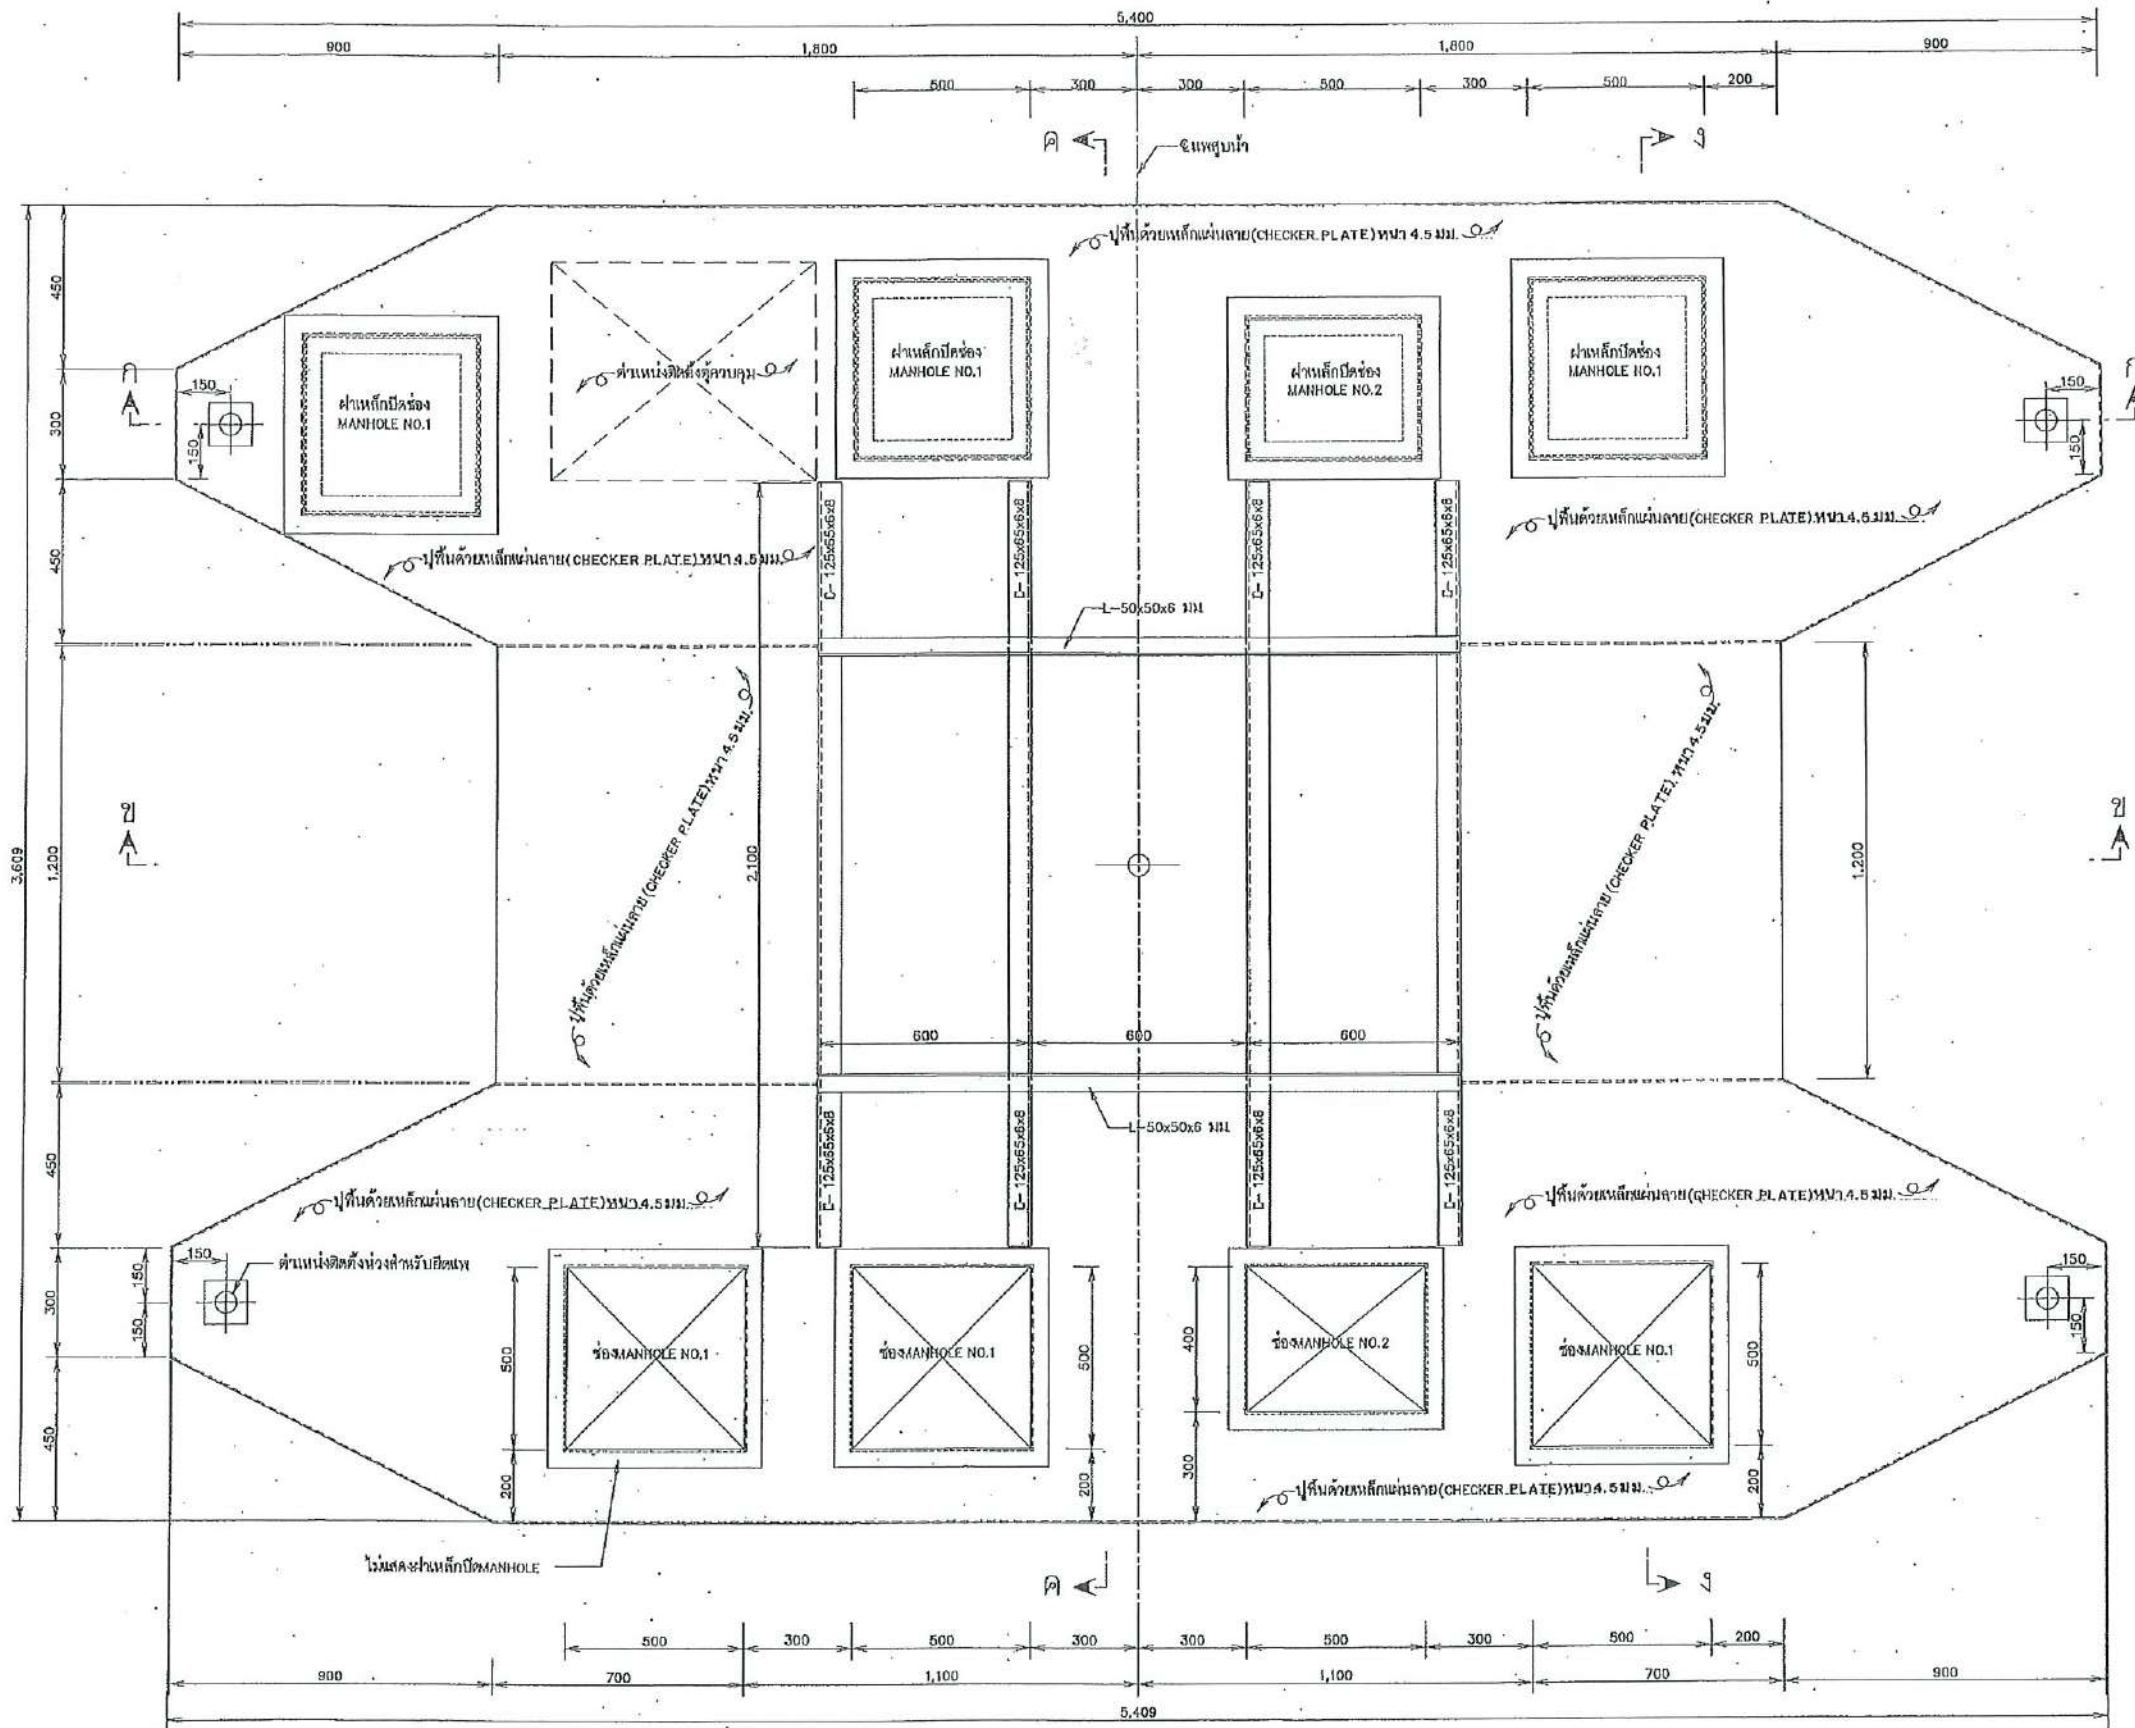 5,400
900 1,800 1,800 900
500 300 300 500 300 500 200
ค ง
℄แพสูบน้ำ
ปูพื้นด้วยเหล็กแผ่นลาย(CHECKER PLATE)หนา 4.5 มม.
450
ฝาเหล็กปิดช่อง
MANHOLE NO.1
ตำแหน่งติดตั้งตู้ควบคุม
ฝาเหล็กปิดช่อง
MANHOLE NO.1
ฝาเหล็กปิดช่อง
MANHOLE NO.2
ฝาเหล็กปิดช่อง
MANHOLE NO.1
ก ก
150 150
300
150 150
ปูพื้นด้วยเหล็กแผ่นลาย(CHECKER PLATE)หนา 4.5 มม.
ปูพื้นด้วยเหล็กแผ่นลาย(CHECKER PLATE)หนา 4.5 มม.
450
[-125x65x6x8 [-125x65x6x8 [-125x65x6x8 [-125x65x6x8
L-50x50x6 มม.
ปูพื้นด้วยเหล็กแผ่นลาย(CHECKER PLATE)หนา 4.5 มม.
ปูพื้นด้วยเหล็กแผ่นลาย(CHECKER PLATE)หนา 4.5 มม.
ข ข
3,609 1,200 2,100 1,200
600 600 600
L-50x50x6 มม.
[-125x65x6x8 [-125x65x6x8 [-125x65x6x8 [-125x65x6x8
450
ปูพื้นด้วยเหล็กแผ่นลาย(CHECKER PLATE)หนา 4.5 มม.
ปูพื้นด้วยเหล็กแผ่นลาย(CHECKER PLATE)หนา 4.5 มม.
150 150
ตำแหน่งติดตั้งห่วงสำหรับยึดแพ
300 150 150 150
ช่องMANHOLE NO.1
ช่องMANHOLE NO.1
ช่องMANHOLE NO.2
ช่องMANHOLE NO.1
500 500 400 500
450 200 200 300 200
ปูพื้นด้วยเหล็กแผ่นลาย(CHECKER PLATE)หนา 4.5 มม.
ไม่แสดงฝาเหล็กปิดMANHOLE
ค ง
500 300 500 300 300 500 300 500 200
900 700 1,100 1,100 700 900
5,409